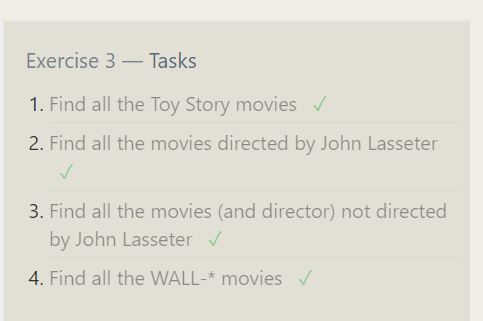 Exercise 3 — Tasks
1. Find all the Toy Story movies ✓
2. Find all the movies directed by John Lasseter
✓
3. Find all the movies (and director) not directed
by John Lasseter ✓
4. Find all the WALL-* movies ✓